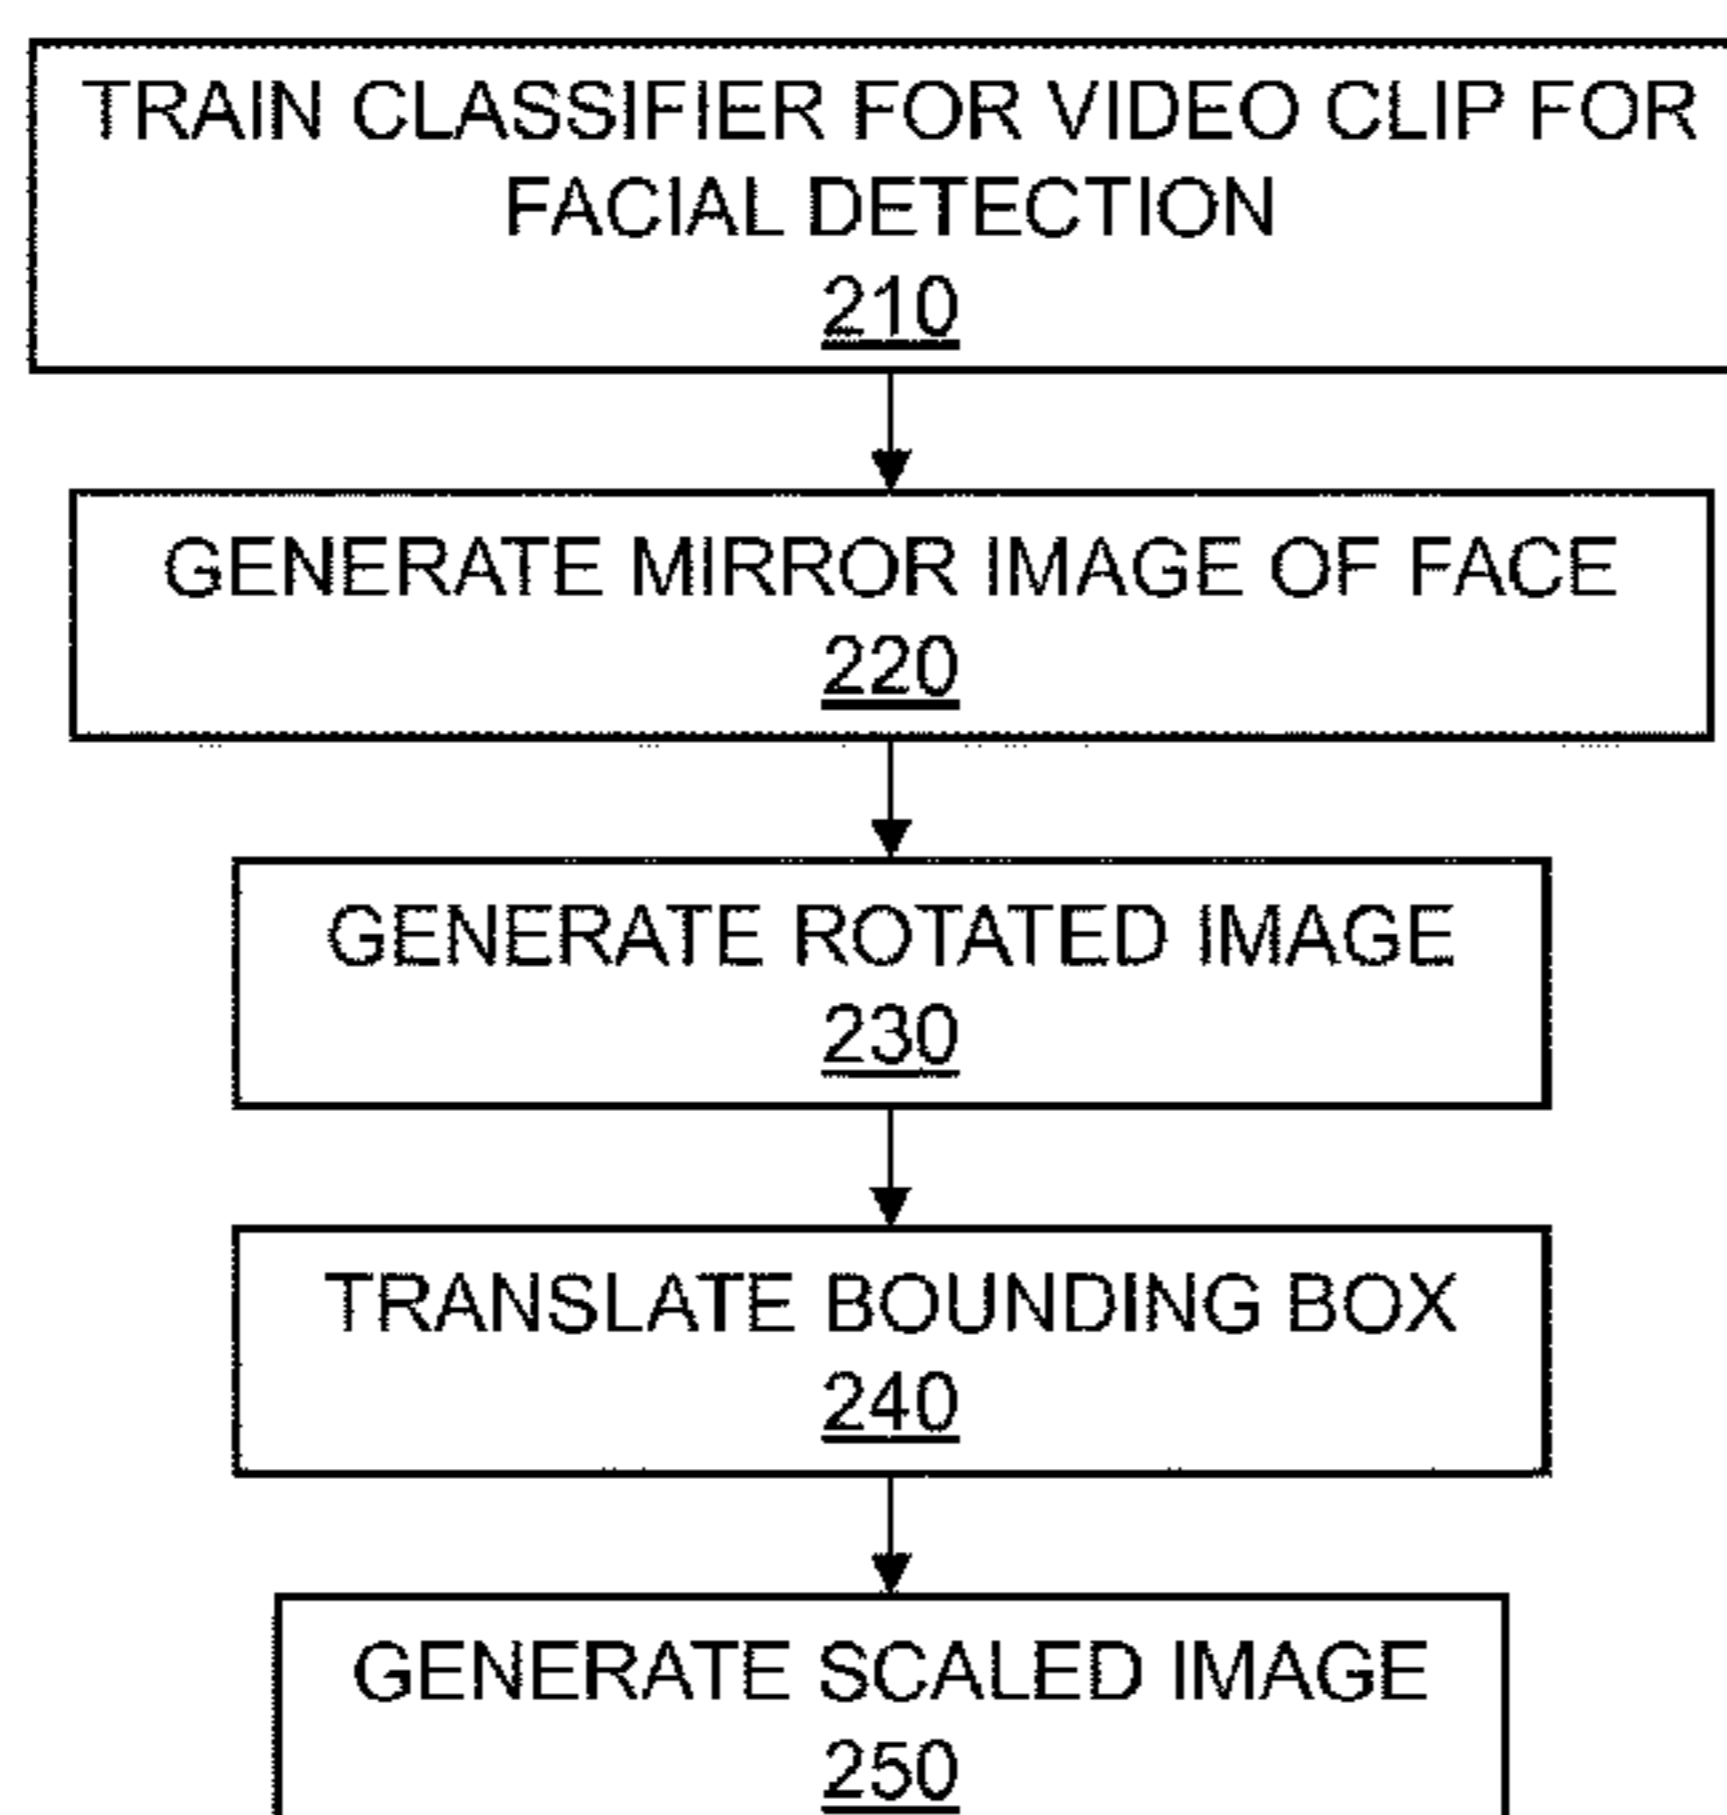 TRAIN CLASSIFIER FOR VIDEO CLIP FOR
FACIAL DETECTION
210
GENERATE MIRROR IMAGE OF FACE
220
GENERATE ROTATED IMAGE
230
TRANSLATE BOUNDING BOX
240
GENERATE SCALED IMAGE
250